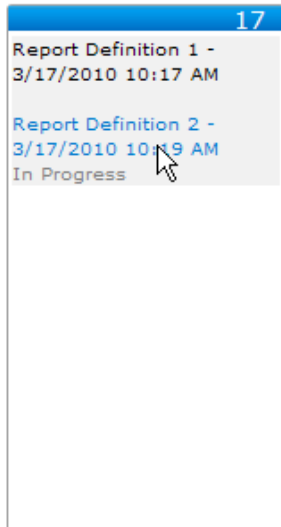 17
Report Definition 1 -
3/17/2010 10:17 AM
Report Definition 2 -
3/17/2010 10:19 AM
In Progress